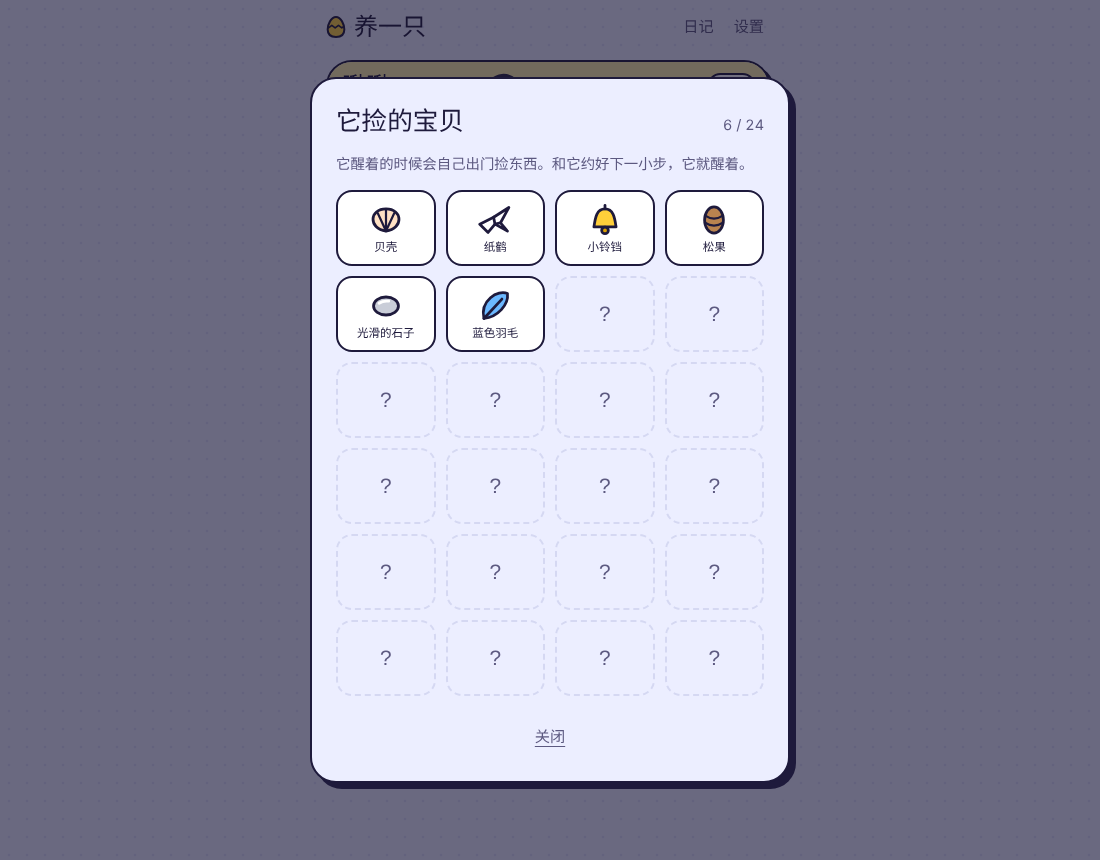 养一只
日记 设置
它捡的宝贝
6 / 24
它醒着的时候会自己出门捡东西。和它约好下一小步，它就醒着。
贝壳 纸鹤 小铃铛 松果
光滑的石子 蓝色羽毛 ? ?
? ? ? ?
? ? ? ?
? ? ? ?
? ? ? ?
关闭